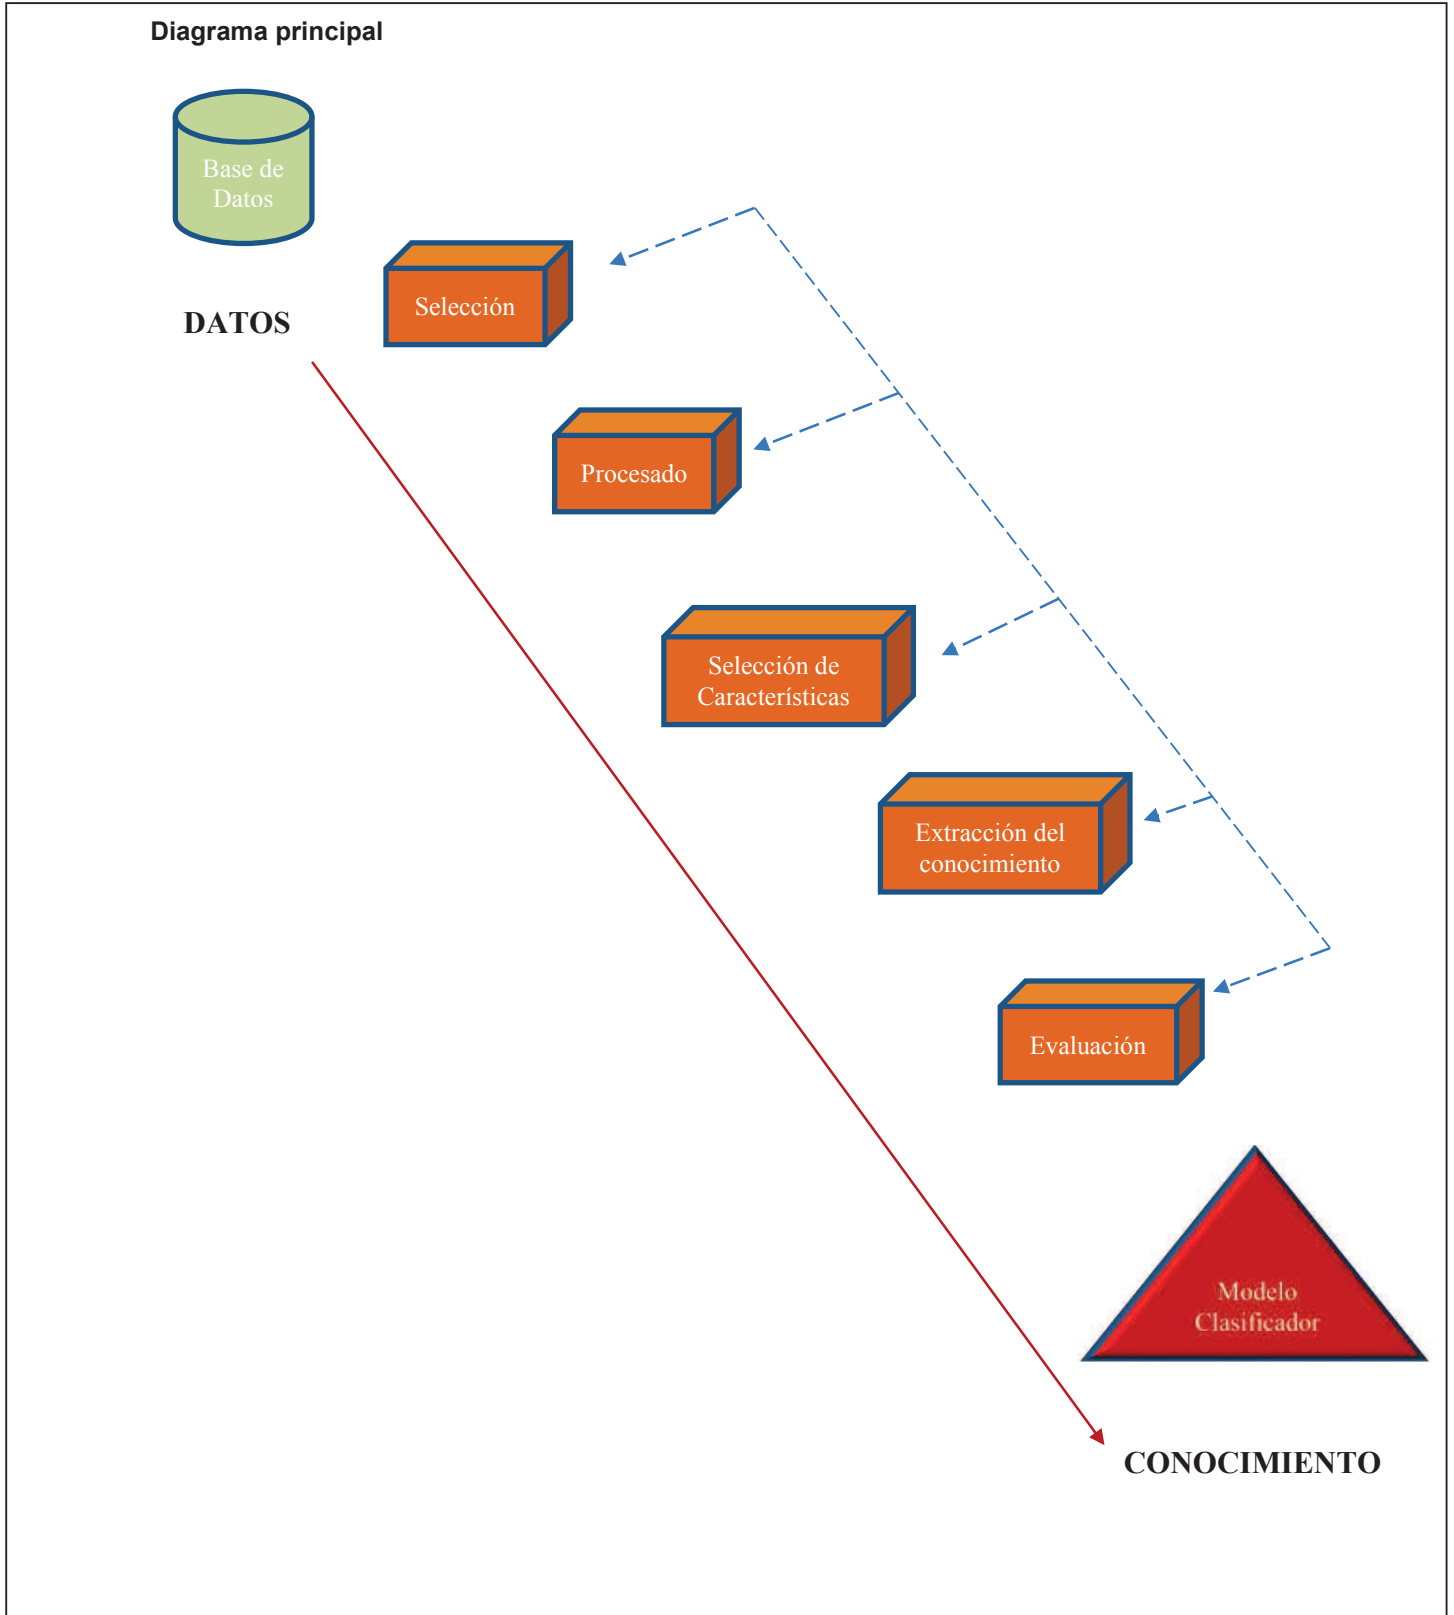 Diagrama principal
Base de
Datos
DATOS
Selección
Procesado
Selección de
Características
Extracción del
conocimiento
Evaluación
Modelo
Clasificador
CONOCIMIENTO